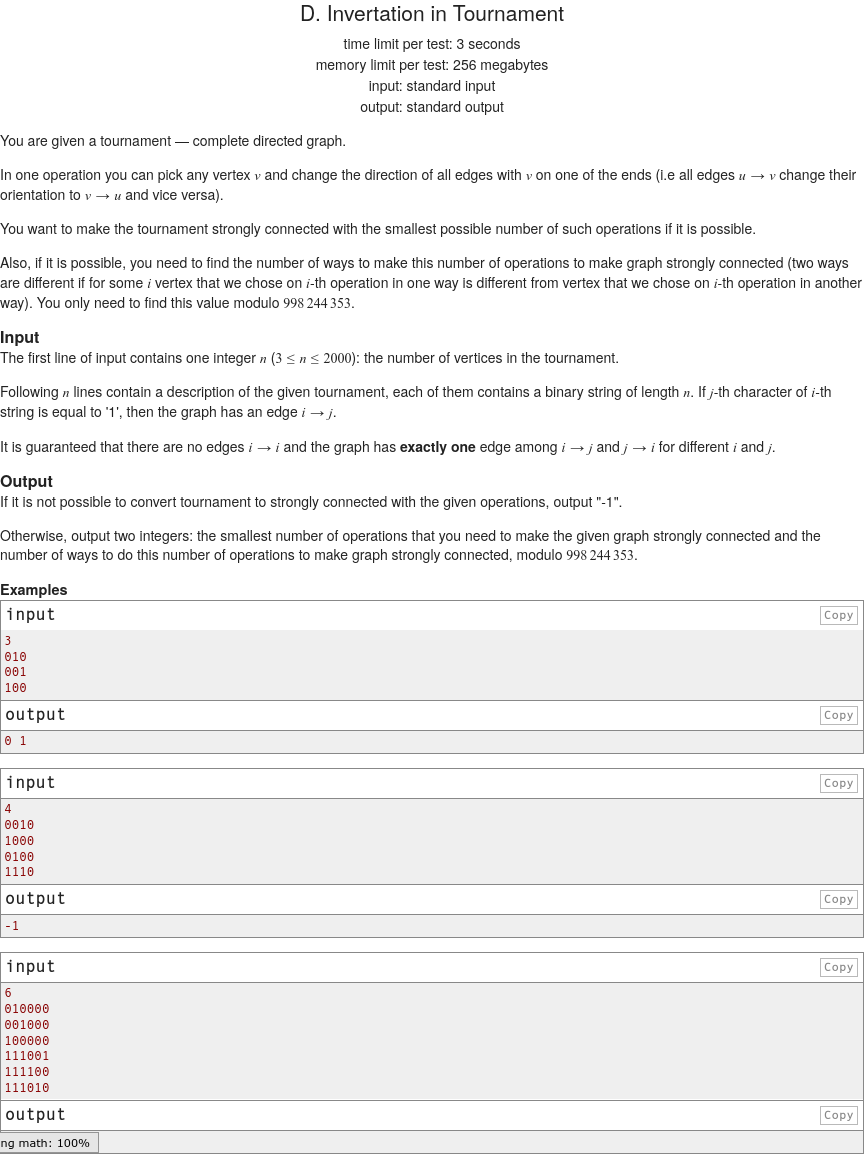 D. Invertation in Tournament
time limit per test: 3 seconds
memory limit per test: 256 megabytes
input: standard input
output: standard output
You are given a tournament — complete directed graph.
In one operation you can pick any vertex v and change the direction of all edges with v on one of the ends (i.e all edges u → v change their
orientation to v → u and vice versa).
You want to make the tournament strongly connected with the smallest possible number of such operations if it is possible.
Also, if it is possible, you need to find the number of ways to make this number of operations to make graph strongly connected (two ways
are different if for some i vertex that we chose on i-th operation in one way is different from vertex that we chose on i-th operation in another
way). You only need to find this value modulo 998 244 353.
Input
The first line of input contains one integer n (3 ≤ n ≤ 2000): the number of vertices in the tournament.
Following n lines contain a description of the given tournament, each of them contains a binary string of length n. If j-th character of i-th
string is equal to '1', then the graph has an edge i → j.
It is guaranteed that there are no edges i → i and the graph has exactly one edge among i → j and j → i for different i and j.
Output
If it is not possible to convert tournament to strongly connected with the given operations, output "-1".
Otherwise, output two integers: the smallest number of operations that you need to make the given graph strongly connected and the
number of ways to do this number of operations to make graph strongly connected, modulo 998 244 353.
Examples
input Copy
3
010
001
100
output Copy
0 1
input Copy
4
0010
1000
0100
1110
output Copy
-1
input Copy
6
010000
001000
100000
111001
111100
111010
output Copy
ng math: 100%